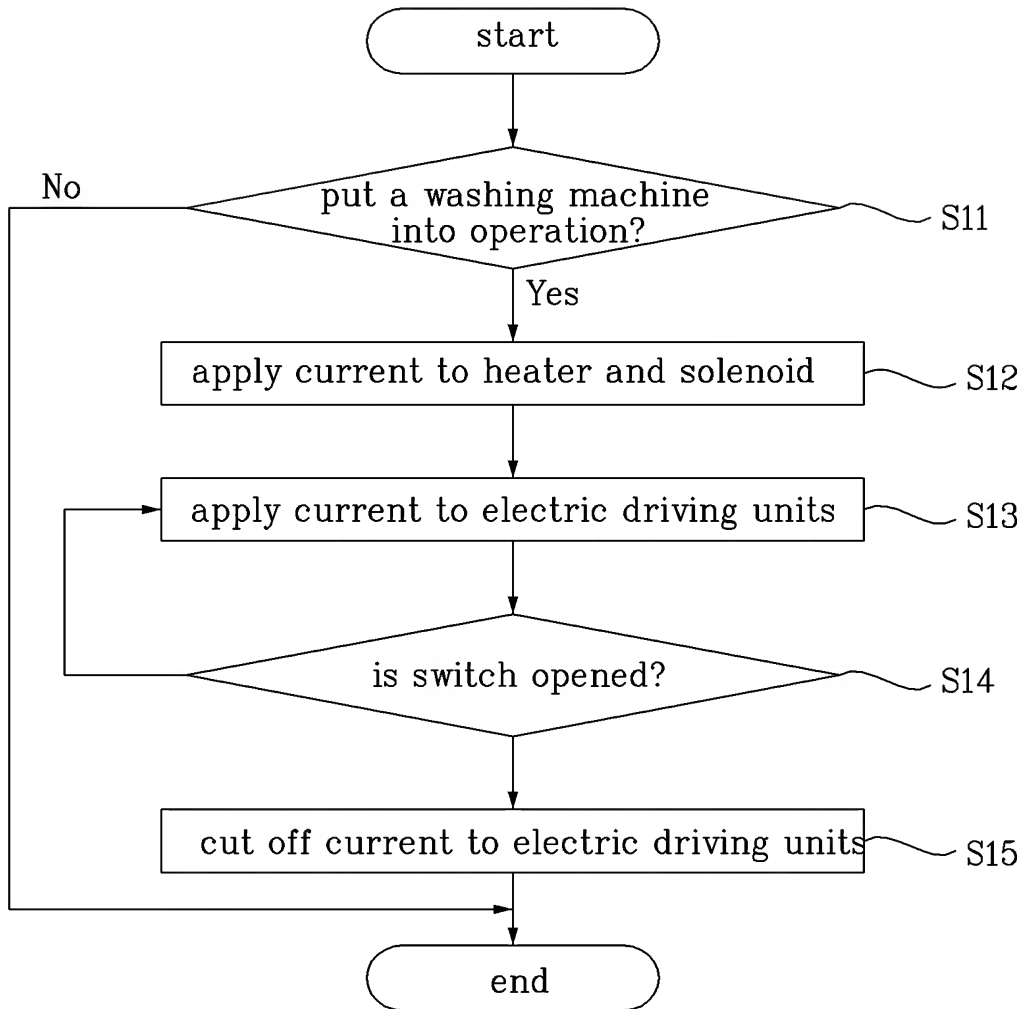 start
No
put a washing machine
into operation?
S11
Yes
apply current to heater and solenoid
S12
apply current to electric driving units
S13
is switch opened?
S14
cut off current to electric driving units
S15
end